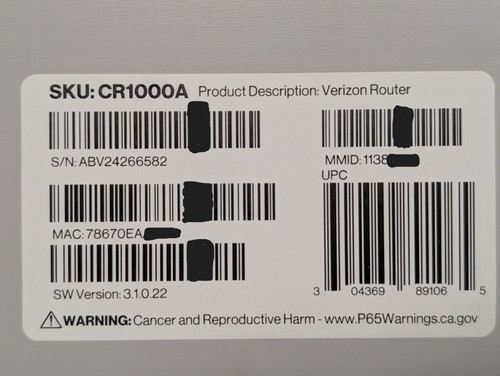 SKU: CR1000A Product Description: Verizon Router
S/N: ABV24266582
MMID: 1138
UPC
MAC: 78670EA
SW Version: 3.1.0.22
3 04369 89106 5
WARNING: Cancer and Reproductive Harm - www.P65Warnings.ca.gov